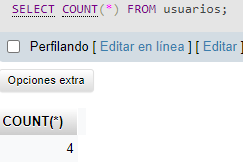 SELECT COUNT(*) FROM usuarios;
Perfilando [ Editar en línea ] [ Editar ]
Opciones extra
COUNT(*)
4